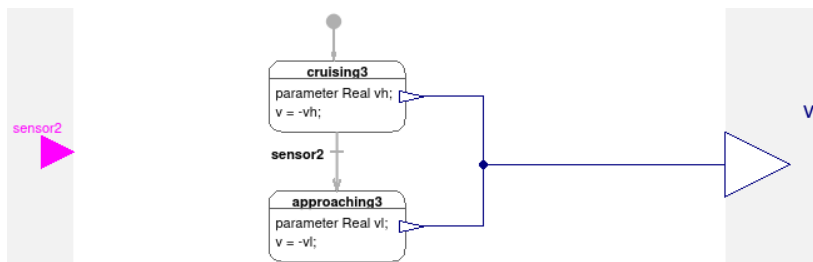 cruising3
parameter Real vh;
v = -vh;
sensor2
v
sensor2
approaching3
parameter Real vl;
v = -vl;